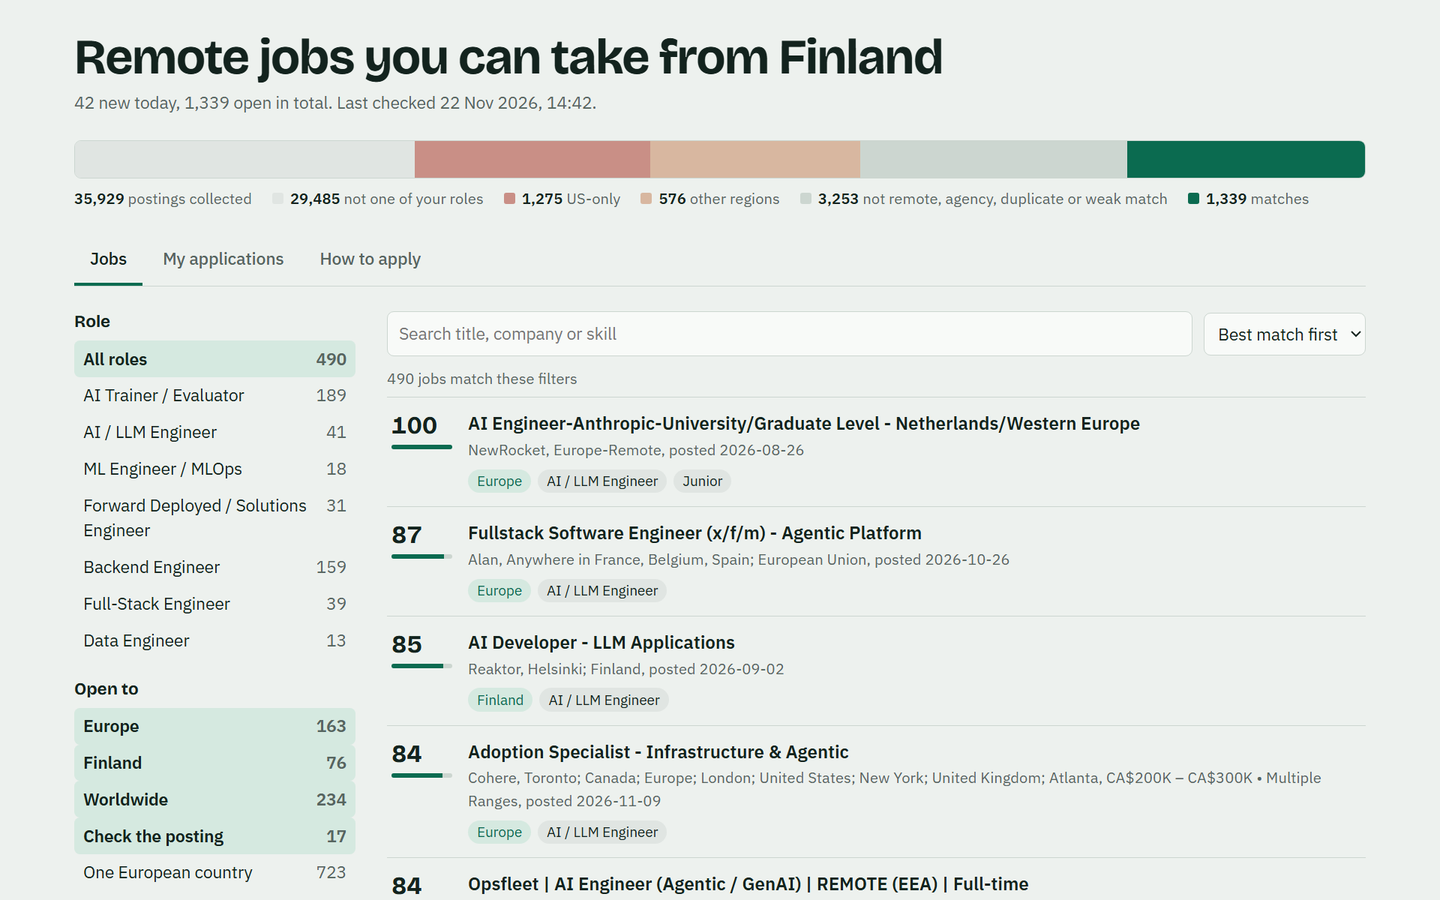 Remote jobs you can take from Finland
42 new today, 1,339 open in total. Last checked 22 Nov 2026, 14:42.
35,929 postings collected 29,485 not one of your roles 1,275 US-only 576 other regions 3,253 not remote, agency, duplicate or weak match 1,339 matches
Jobs My applications How to apply
Role
All roles 490
AI Trainer / Evaluator 189
AI / LLM Engineer 41
ML Engineer / MLOps 18
Forward Deployed / Solutions 31
Engineer
Backend Engineer 159
Full-Stack Engineer 39
Data Engineer 13
Open to
Europe 163
Finland 76
Worldwide 234
Check the posting 17
One European country 723
Search title, company or skill Best match first
490 jobs match these filters
100 AI Engineer-Anthropic-University/Graduate Level - Netherlands/Western Europe
NewRocket, Europe-Remote, posted 2026-08-26
Europe AI / LLM Engineer Junior
87 Fullstack Software Engineer (x/f/m) - Agentic Platform
Alan, Anywhere in France, Belgium, Spain; European Union, posted 2026-10-26
Europe AI / LLM Engineer
85 AI Developer - LLM Applications
Reaktor, Helsinki; Finland, posted 2026-09-02
Finland AI / LLM Engineer
84 Adoption Specialist - Infrastructure & Agentic
Cohere, Toronto; Canada; Europe; London; United States; New York; United Kingdom; Atlanta, CA$200K – CA$300K • Multiple
Ranges, posted 2026-11-09
Europe AI / LLM Engineer
84 Opsfleet | AI Engineer (Agentic / GenAI) | REMOTE (EEA) | Full-time